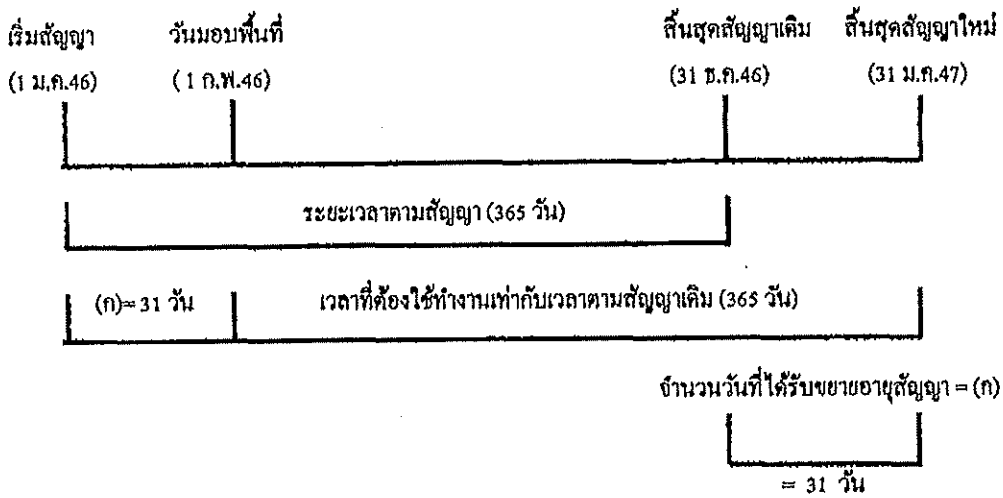 เริ่มสัญญา วันมอบพื้นที่ สิ้นสุดสัญญาเดิม สิ้นสุดสัญญาใหม่
(1 ม.ค.46) (1 ก.พ.46) (31 ธ.ค.46) (31 ม.ค.47)
ระยะเวลาตามสัญญา (365 วัน)
(ก)= 31 วัน เวลาที่ต้องใช้ทำงานเท่ากับเวลาตามสัญญาเดิม (365 วัน)
จำนวนวันที่ได้รับขยายอายุสัญญา = (ก)
= 31 วัน